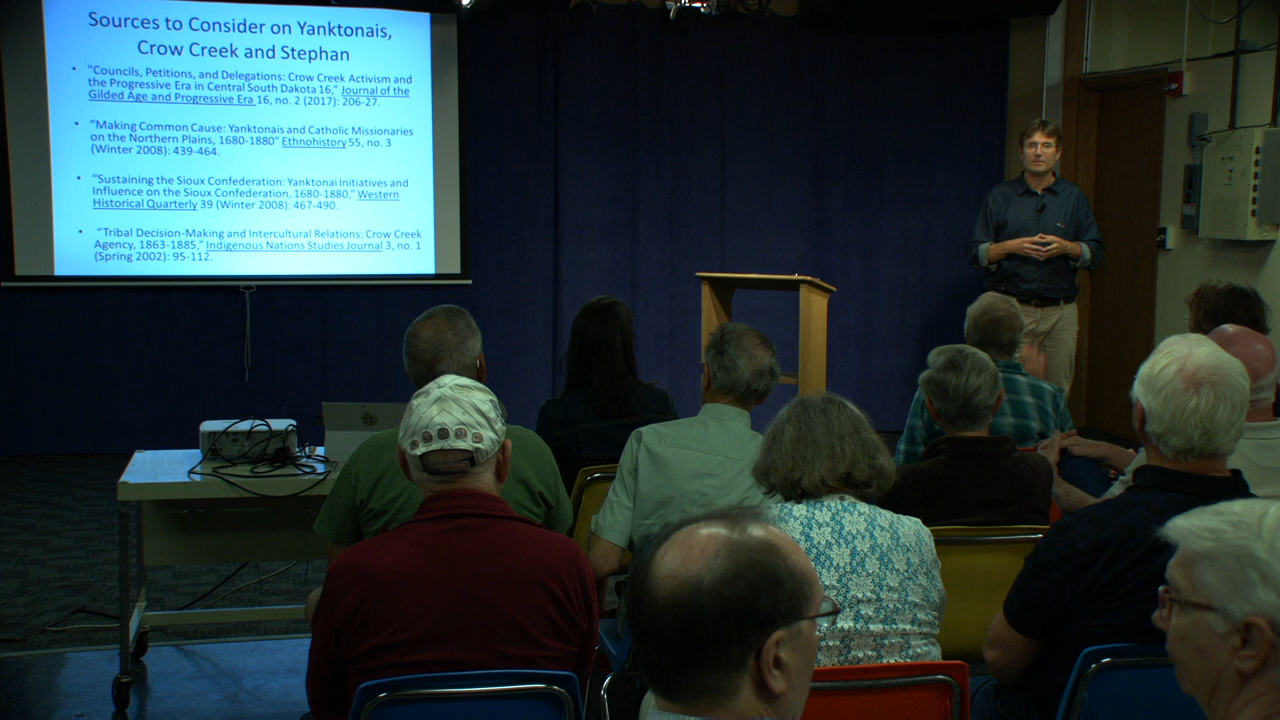 Sources to Consider on Yanktonais,
Crow Creek and Stephan
• "Councils, Petitions, and Delegations: Crow Creek Activism and
the Progressive Era in Central South Dakota 16," Journal of the
Gilded Age and Progressive Era 16, no. 2 (2017): 206-27.
• "Making Common Cause: Yanktonais and Catholic Missionaries
on the Northern Plains, 1680-1880" Ethnohistory 55, no. 3
(Winter 2008): 439-464.
• "Sustaining the Sioux Confederation: Yanktonai Initiatives and
Influence on the Sioux Confederation, 1680-1880," Western
Historical Quarterly 39 (Winter 2008): 467-490.
• "Tribal Decision-Making and Intercultural Relations: Crow Creek
Agency, 1863-1885," Indigenous Nations Studies Journal 3, no. 1
(Spring 2002): 95-112.